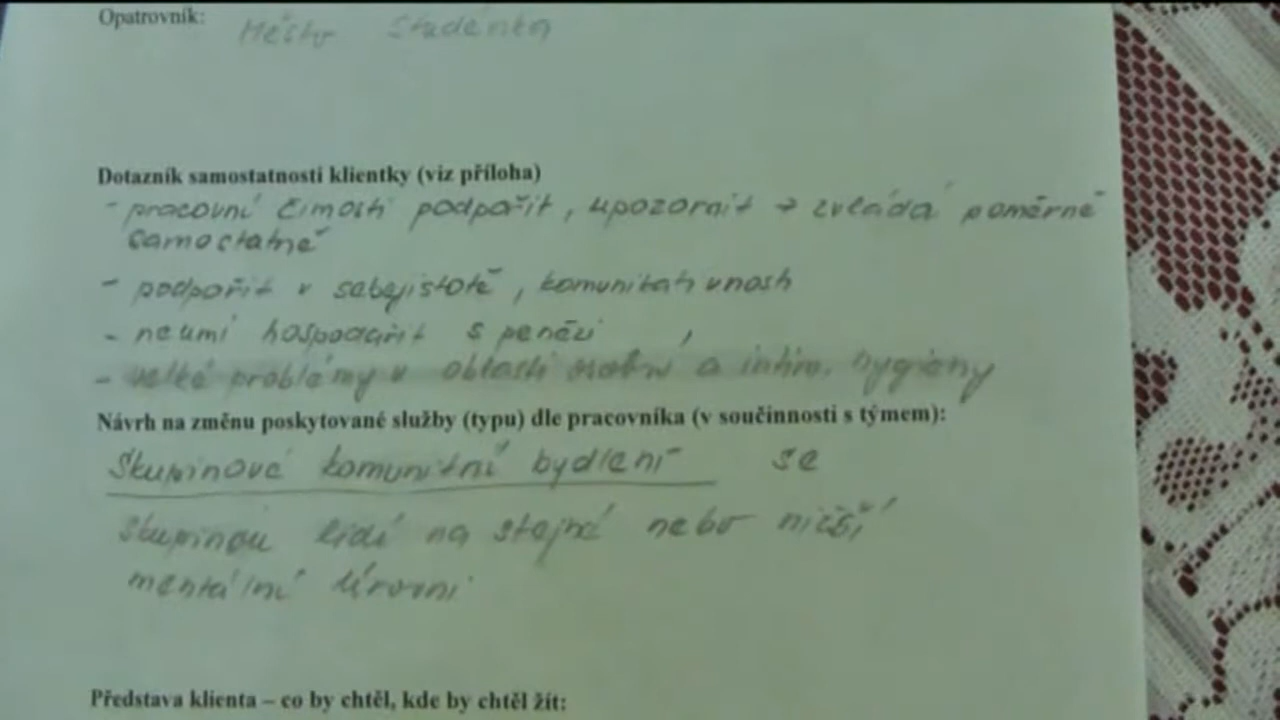 Opatrovník: Město Studénka
Dotazník samostatnosti klientky (viz příloha)
- pracovní činosti podpořit, upozornit → zvládá poměrně
samostatně
- podpořit v sebejistotě, komunikativnosti
- neumí hospodařit s penězi,
- velké problémy v oblasti osobní a intim. hygieny
Návrh na změnu poskytované služby (typu) dle pracovníka (v součinnosti s týmem):
Skupinové komunitní bydlení se
skupinou lidí na stejné nebo nižší
mentální úrovni
Představa klienta – co by chtěl, kde by chtěl žít: